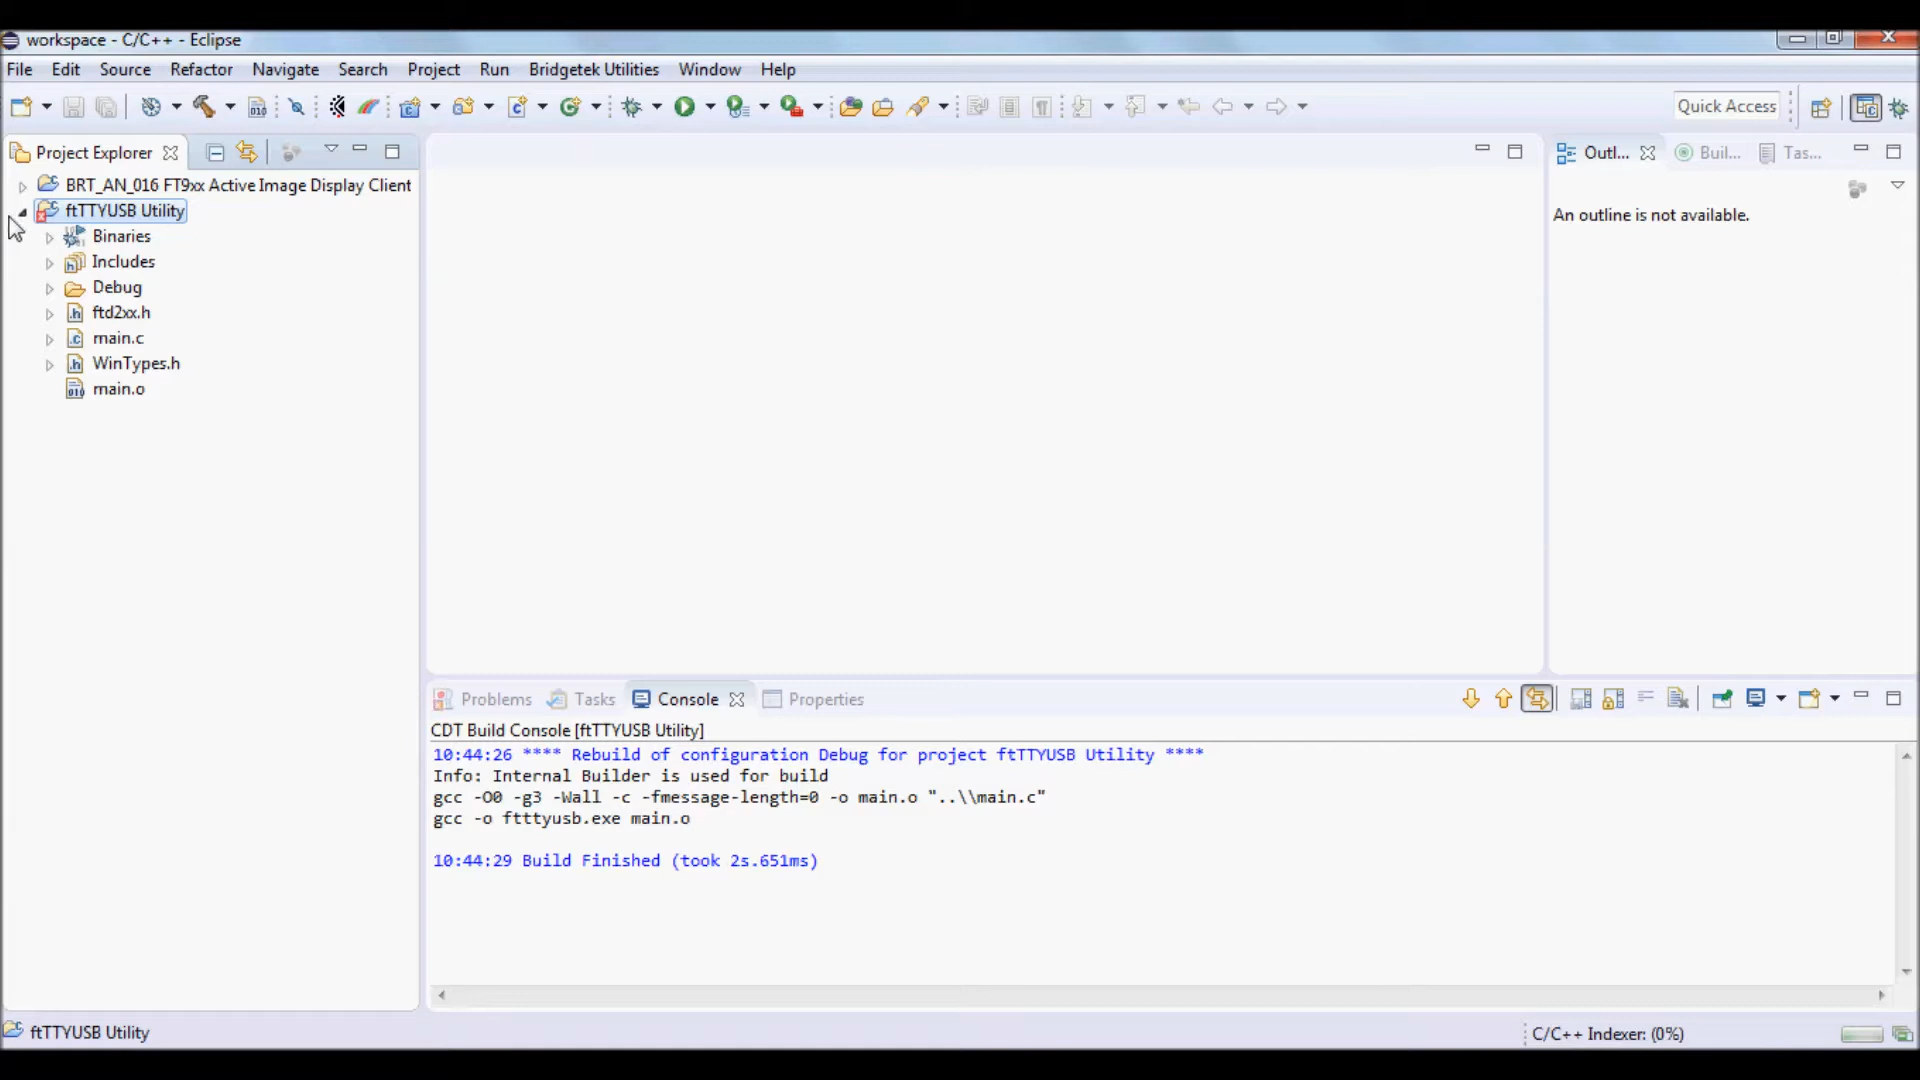 workspace - C/C++ - Eclipse
File Edit Source Refactor Navigate Search Project Run Bridgetek Utilities Window Help
Quick Access
Project Explorer
BRT_AN_016 FT9xx Active Image Display Client
ftTTYUSB Utility
Binaries
Includes
Debug
ftd2xx.h
main.c
WinTypes.h
main.o
Outl... Buil... Tas...
An outline is not available.
Problems Tasks Console Properties
CDT Build Console [ftTTYUSB Utility]
10:44:26 **** Rebuild of configuration Debug for project ftTTYUSB Utility ****
Info: Internal Builder is used for build
gcc -O0 -g3 -Wall -c -fmessage-length=0 -o main.o "..\\main.c"
gcc -o ftttyusb.exe main.o
10:44:29 Build Finished (took 2s.651ms)
ftTTYUSB Utility
C/C++ Indexer: (0%)